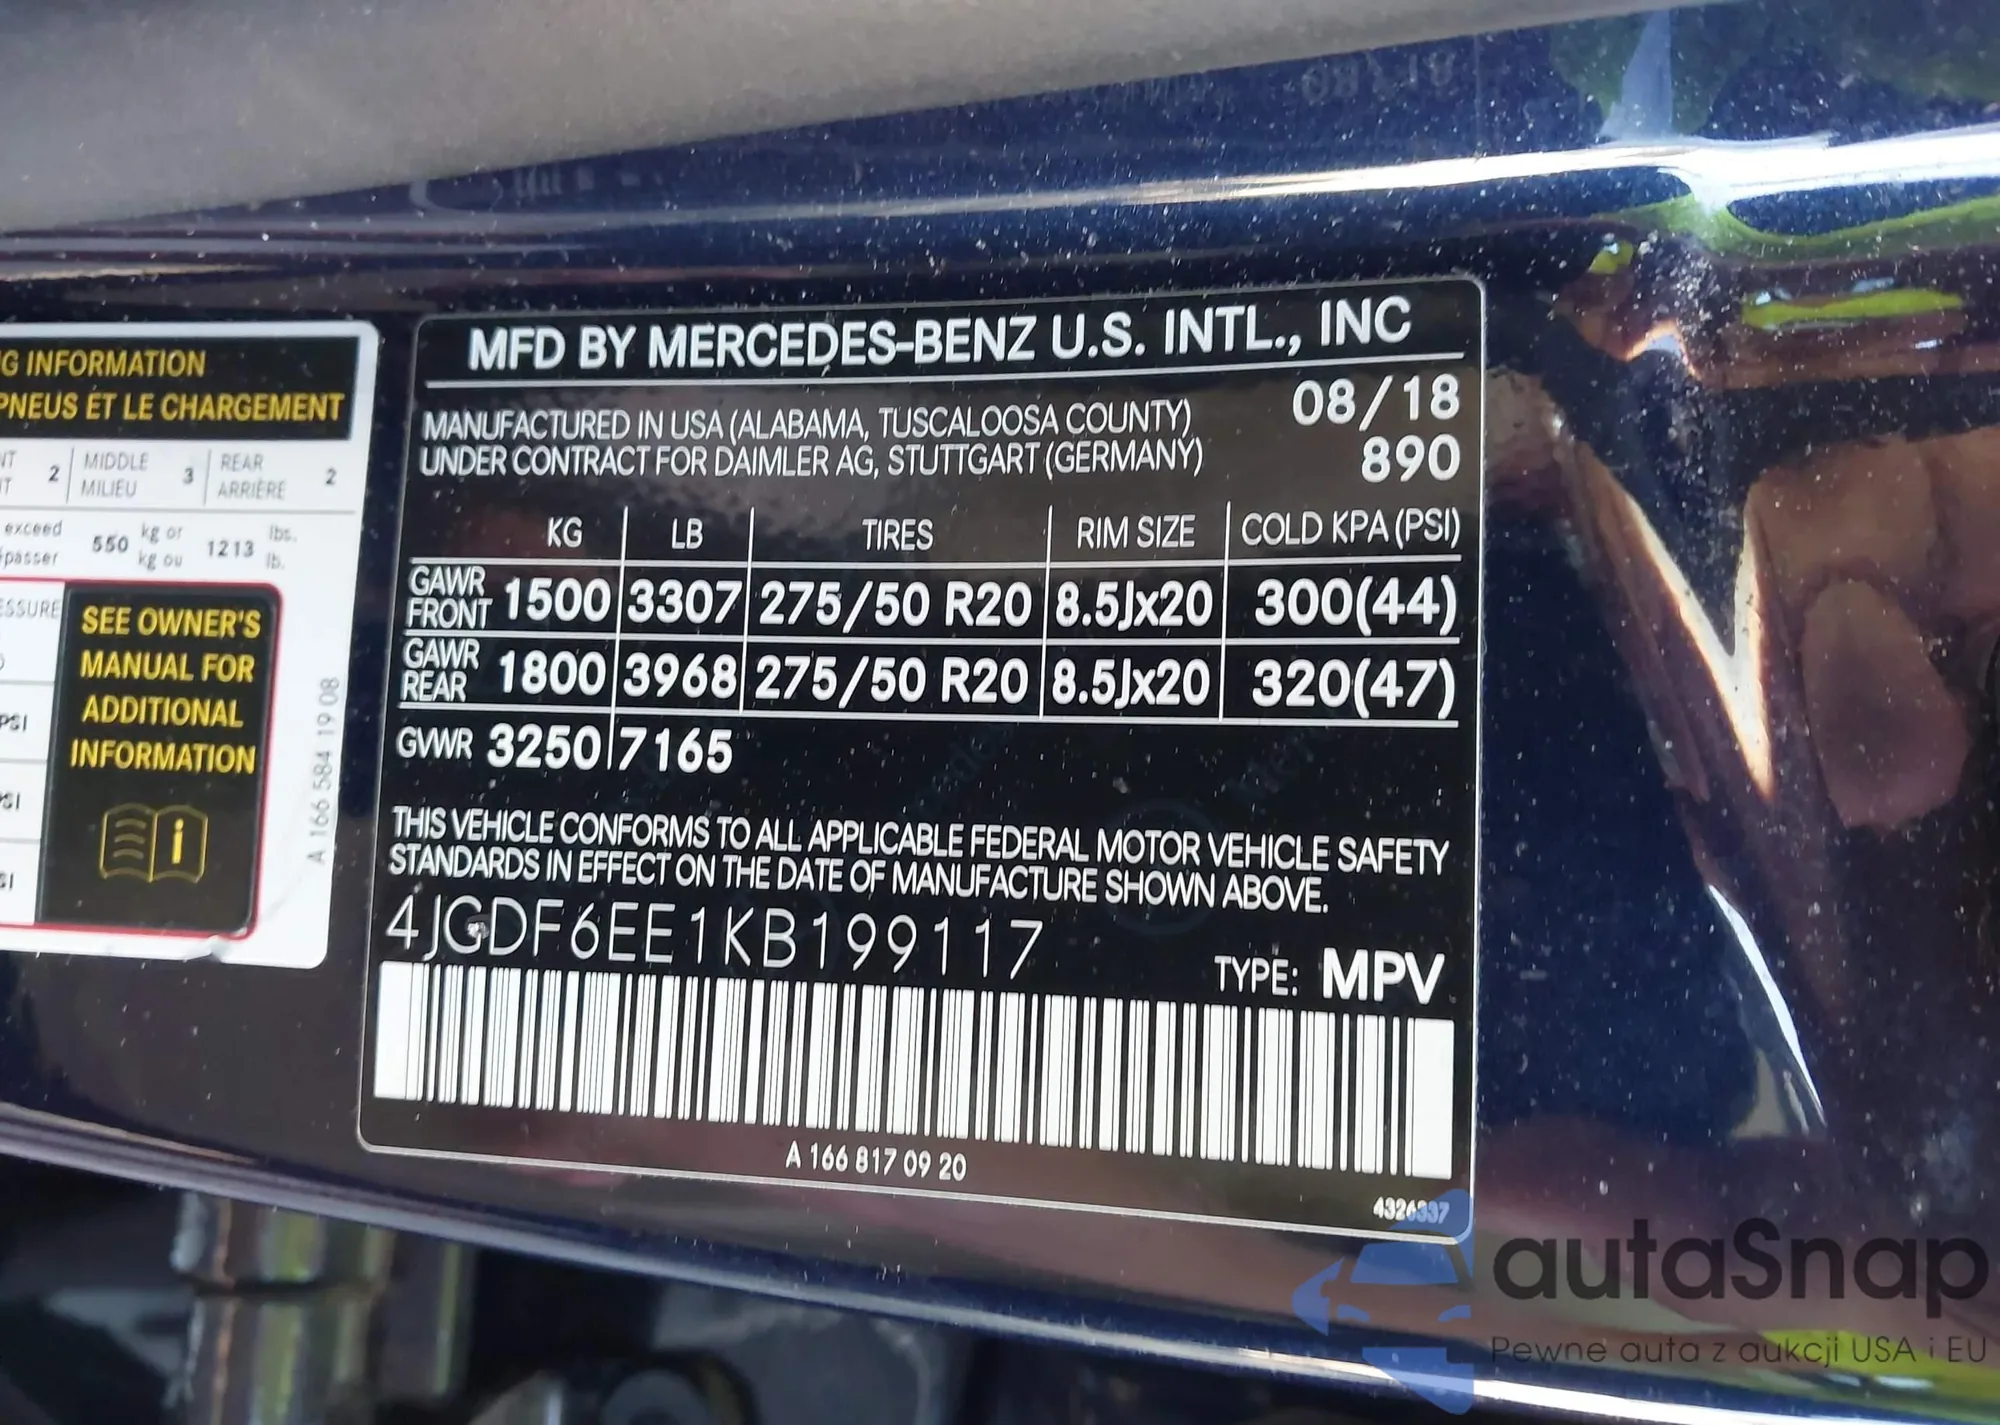 G INFORMATION
PNEUS ET LE CHARGEMENT
NT 2 MIDDLE 3 REAR 2
T MILIEU ARRIÈRE
exceed 550 kg or 1213 lbs.
passer kg ou lb.
ESSURE
SEE OWNER'S
MANUAL FOR
ADDITIONAL
INFORMATION
i
PSI
PSI
SI
A 166 584 19 08
MFD BY MERCEDES-BENZ U.S. INTL., INC
MANUFACTURED IN USA (ALABAMA, TUSCALOOSA COUNTY) 08/18
UNDER CONTRACT FOR DAIMLER AG, STUTTGART (GERMANY) 890
KG LB TIRES RIM SIZE COLD KPA (PSI)
GAWR FRONT 1500 3307 275/50 R20 8.5Jx20 300(44)
GAWR REAR 1800 3968 275/50 R20 8.5Jx20 320(47)
GVWR 3250 7165
THIS VEHICLE CONFORMS TO ALL APPLICABLE FEDERAL MOTOR VEHICLE SAFETY
STANDARDS IN EFFECT ON THE DATE OF MANUFACTURE SHOWN ABOVE.
4JGDF6EE1KB199117
TYPE: MPV
A 166 817 09 20
4326337
autaSnap
Pewne auta z aukcji USA i EU